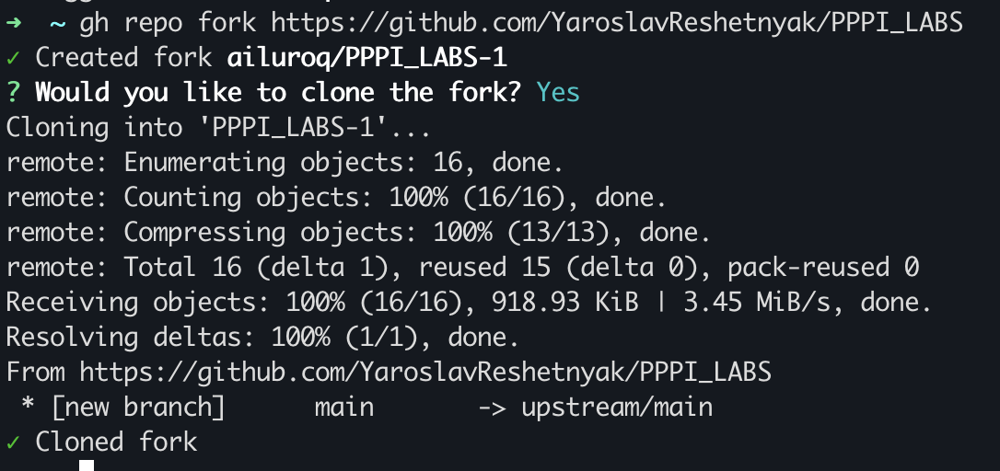 ➜  ~ gh repo fork https://github.com/YaroslavReshetnyak/PPPI_LABS
✓ Created fork ailuroq/PPPI_LABS-1
? Would you like to clone the fork? Yes
Cloning into 'PPPI_LABS-1'...
remote: Enumerating objects: 16, done.
remote: Counting objects: 100% (16/16), done.
remote: Compressing objects: 100% (13/13), done.
remote: Total 16 (delta 1), reused 15 (delta 0), pack-reused 0
Receiving objects: 100% (16/16), 918.93 KiB | 3.45 MiB/s, done.
Resolving deltas: 100% (1/1), done.
From https://github.com/YaroslavReshetnyak/PPPI_LABS
 * [new branch]      main       -> upstream/main
✓ Cloned fork